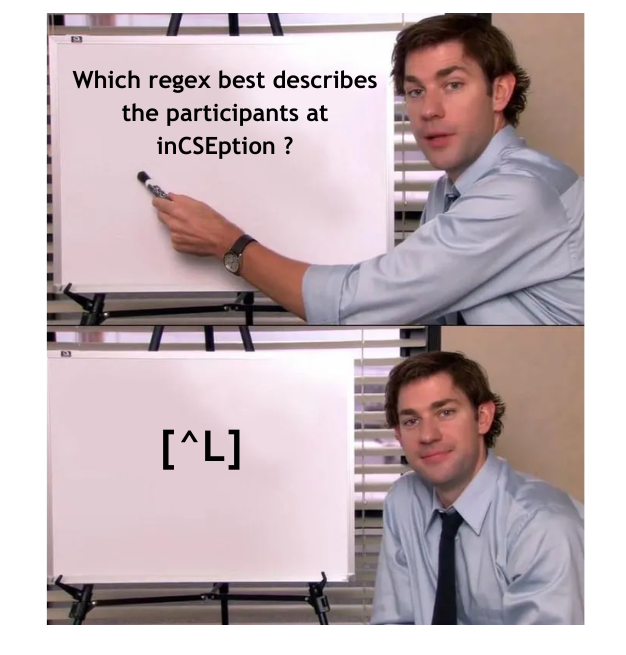 Which regex best describes
the participants at
inCSEption ?
[^L]